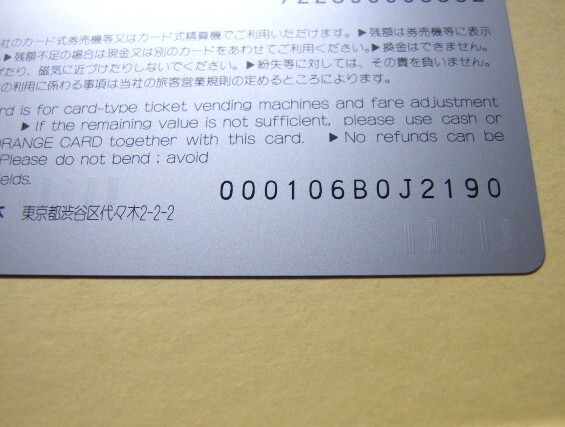 社のカード式券売機等又はカード式精算機でご利用いただけます。▶残額は券売機等に表示
▶残額不足の場合は現金又は別のカードをあわせてご利用ください。▶換金はできません。
げたり、磁気に近づけたりしないでください。▶紛失等に対しては、その責を負いません。
の利用に係わる事項は当社の旅客営業規則の定めるところによります。
rd is for card-type ticket vending machines and fare adjustment
▶ If the remaining value is not sufficient, please use cash or
ORANGE CARD together with this card. ▶ No refunds can be
Please do not bend ; avoid
elds.
000106B0J2190
東京都渋谷区代々木2-2-2